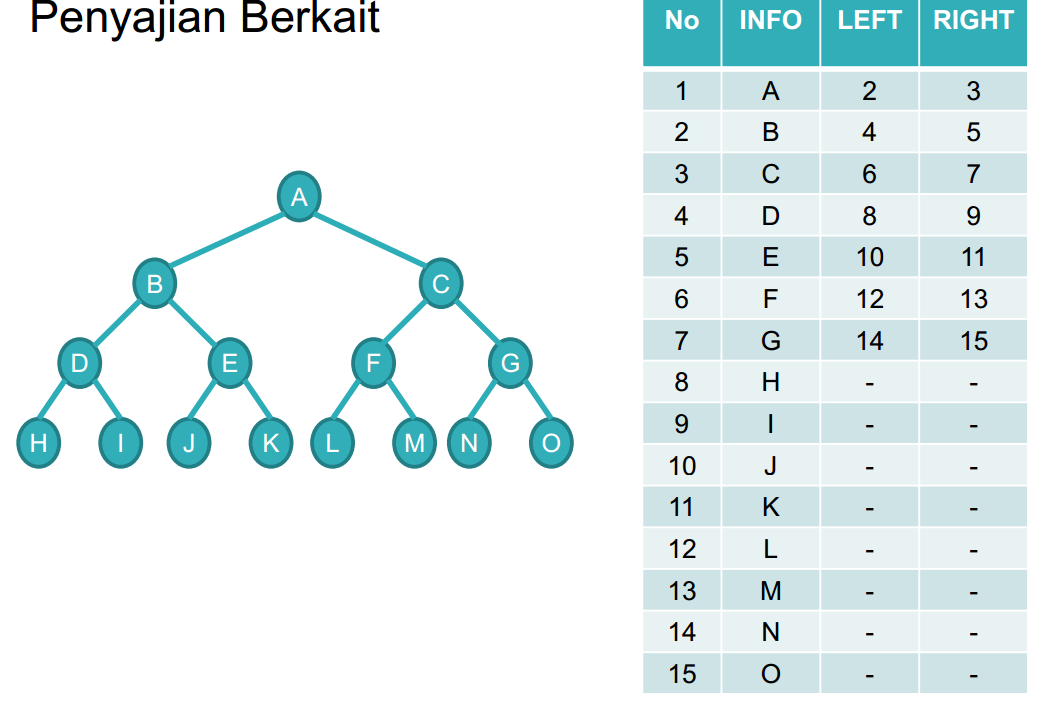 Penyajian Berkait
A
B
C
D
E
F
G
H
I
J
K
L
M
N
O
No INFO LEFT RIGHT
1 A 2 3
2 B 4 5
3 C 6 7
4 D 8 9
5 E 10 11
6 F 12 13
7 G 14 15
8 H - -
9 I - -
10 J - -
11 K - -
12 L - -
13 M - -
14 N - -
15 O - -